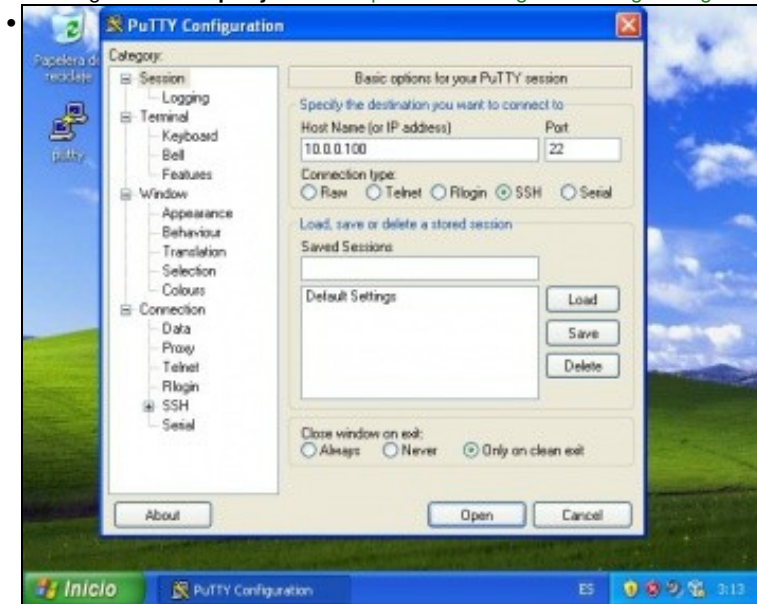 PuTTY Configuration
Papelera de
reciclaje
putty
Category:
Session
Logging
Terminal
Keyboard
Bell
Features
Window
Appearance
Behaviour
Translation
Selection
Colours
Connection
Data
Proxy
Telnet
Rlogin
SSH
Serial
Basic options for your PuTTY session
Specify the destination you want to connect to
Host Name (or IP address) Port
10.0.0.100 22
Connection type:
Raw Telnet Rlogin SSH Serial
Load, save or delete a stored session
Saved Sessions
Default Settings
Load
Save
Delete
Close window on exit:
Always Never Only on clean exit
About Open Cancel
Inicio PuTTY Configuration ES 3:13